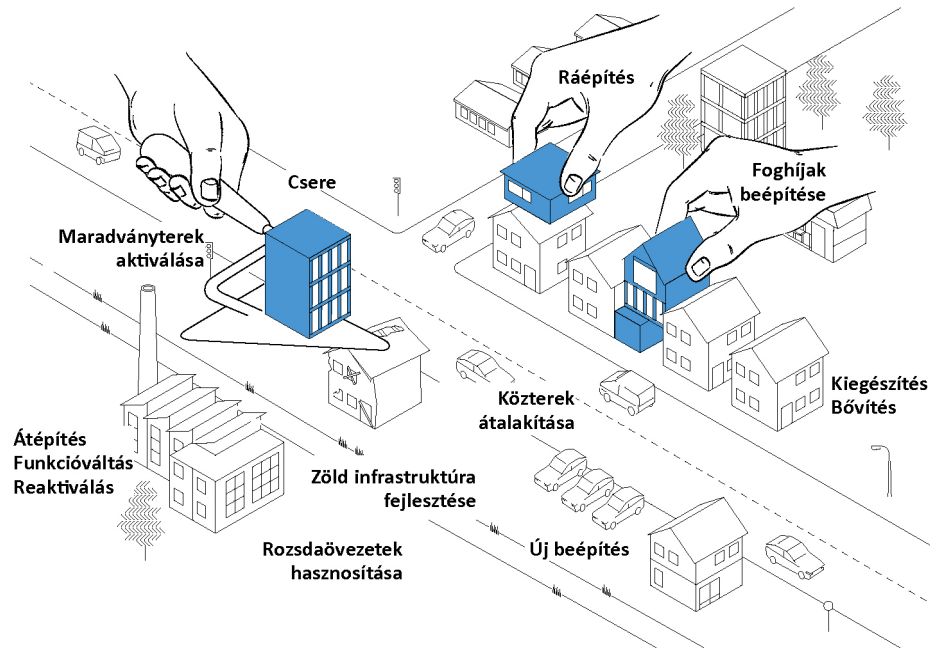 Ráépítés
Csere
Foghíjak
beépítése
Maradványterek
aktiválása
Kiegészítés
Bővítés
Közterek
átalakítása
Átépítés
Funkcióváltás
Reaktiválás
Zöld infrastruktúra
fejlesztése
Új beépítés
Rozsdaövezetek
hasznosítása